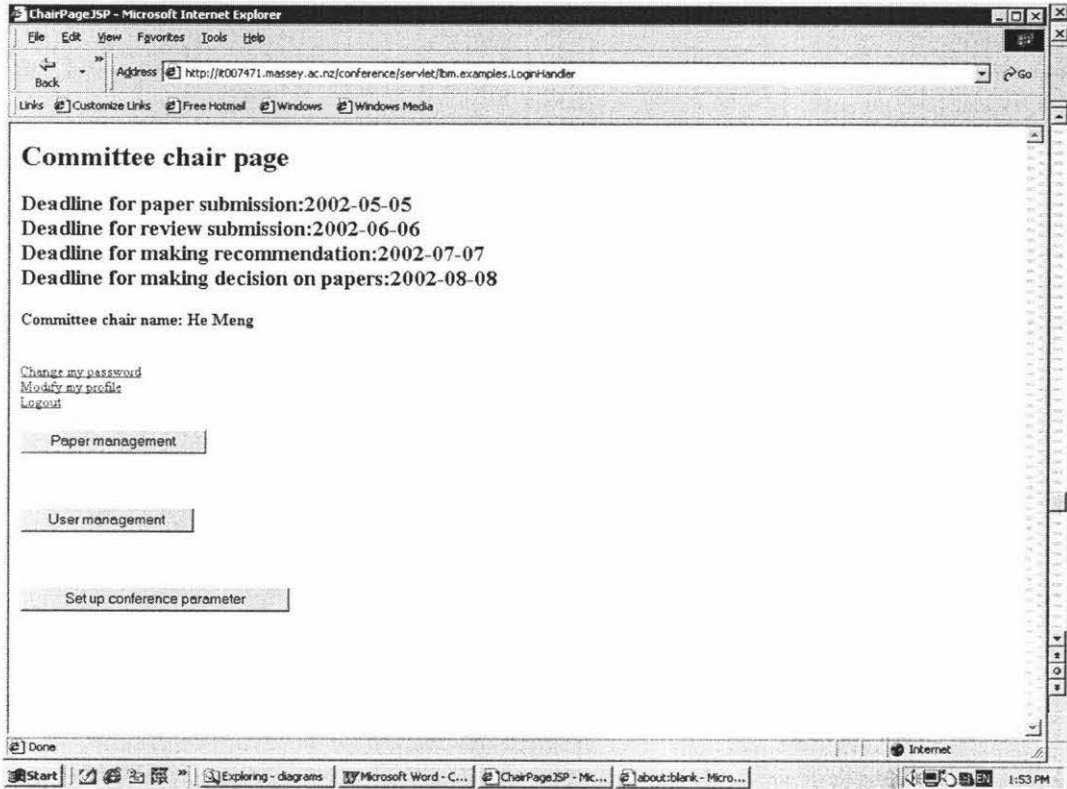 ChairPageJSP - Microsoft Internet Explorer
File Edit View Favorites Tools Help
Back
»
Address http://it007471.massey.ac.nz/conference/servlet/lbm.examples.LoginHandler
Go
Links Customize Links Free Hotmail Windows Windows Media
Committee chair page
Deadline for paper submission:2002-05-05
Deadline for review submission:2002-06-06
Deadline for making recommendation:2002-07-07
Deadline for making decision on papers:2002-08-08
Committee chair name: He Meng
Change my password
Modify my profile
Logout
Paper management
User management
Set up conference parameter
Done
Internet
Start » Exploring - diagrams Microsoft Word - C... ChairPageJSP - Mic... about:blank - Micro... EN 1:53 PM